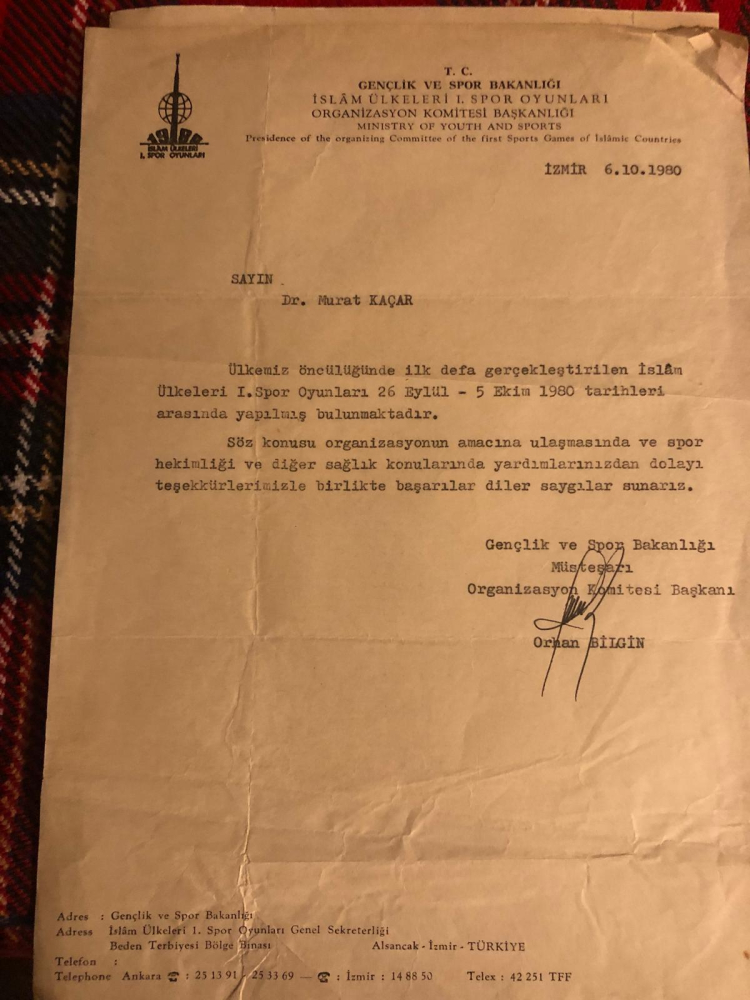 1980
İSLAM ÜLKELERİ
1. SPOR OYUNLARI
T. C.
GENÇLİK VE SPOR BAKANLIĞI
İSLÂM ÜLKELERİ I. SPOR OYUNLARI
ORGANİZASYON KOMİTESİ BAŞKANLIĞI
MINISTRY OF YOUTH AND SPORTS
Presidence of the organizing Committee of the first Sports Games of İslâmic Countries
İZMİR 6.10.1980
SAYIN
Dr. Murat KAÇAR
Ülkemiz öncülüğünde ilk defa gerçekleştirilen İslâm
Ülkeleri I.Spor Oyunları 26 Eylül - 5 Ekim 1980 tarihleri
arasında yapılmış bulunmaktadır.
Söz konusu organizasyonun amacına ulaşmasında ve spor
hekimliği ve diğer sağlık konularında yardımlarınızdan dolayı
teşekkürlerimizle birlikte başarılar diler saygılar sunarız.
Gençlik ve Spor Bakanlığı
Müsteşarı
Organizasyon Komitesi Başkanı
Orhan BİLGİN
Adres : Gençlik ve Spor Bakanlığı
Adress İslâm Ülkeleri 1. Spor Oyunları Genel Sekreterliği
Beden Terbiyesi Bölge Binası Alsancak - İzmir - TÜRKİYE
Telefon :
Telephone Ankara ☎ : 25 13 91 - 25 33 69 — ☎ : İzmir : 14 88 50 Telex : 42 251 TFF